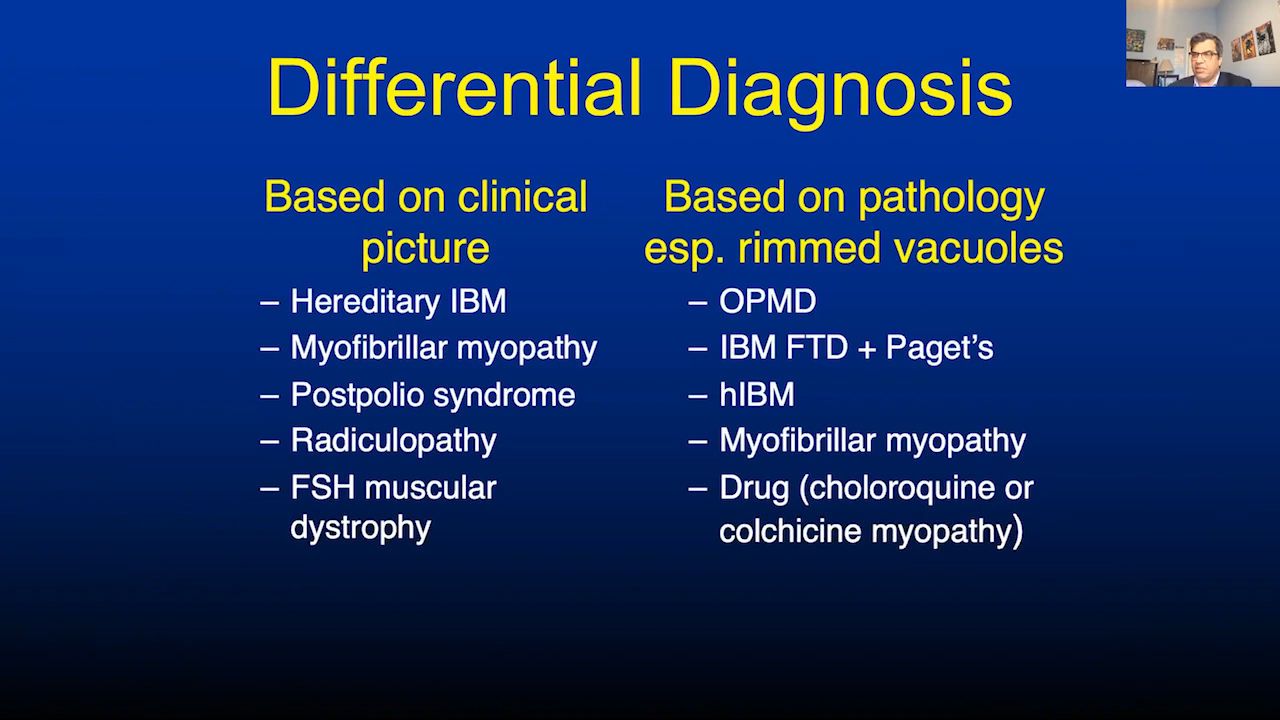 Differential Diagnosis
Based on clinical
picture
– Hereditary IBM
– Myofibrillar myopathy
– Postpolio syndrome
– Radiculopathy
– FSH muscular
dystrophy
Based on pathology
esp. rimmed vacuoles
– OPMD
– IBM FTD + Paget’s
– hIBM
– Myofibrillar myopathy
– Drug (choloroquine or
colchicine myopathy)